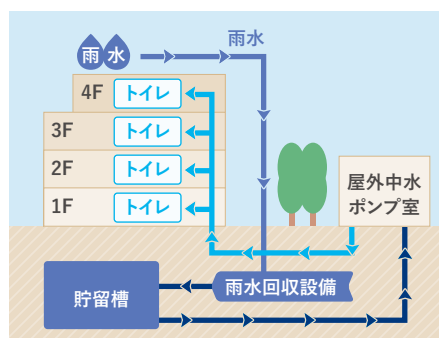 雨水
雨水
4F トイレ
3F トイレ
2F トイレ
1F トイレ
屋外中水
ポンプ室
雨水回収設備
貯留槽